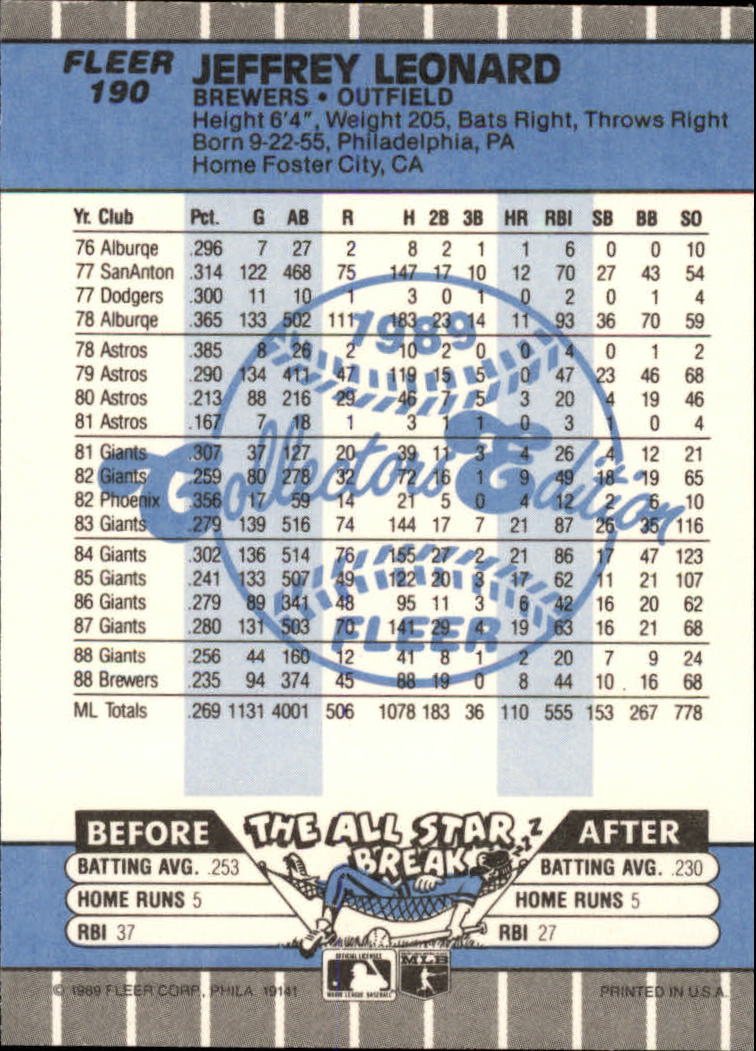 FLEER 190
JEFFREY LEONARD
BREWERS • OUTFIELD
Height 6'4", Weight 205, Bats Right, Throws Right
Born 9-22-55, Philadelphia, PA
Home Foster City, CA
Yr. Club Pct. G AB R H 2B 3B HR RBI SB BB SO
76 Alburqe .296 7 27 2 8 2 1 1 6 0 0 10
77 SanAnton .314 122 468 75 147 17 10 12 70 27 43 54
77 Dodgers .300 11 10 1 3 0 1 0 2 0 1 4
78 Alburqe .365 133 502 111 183 23 14 11 93 36 70 59
78 Astros .385 8 26 2 10 2 0 0 4 0 1 2
79 Astros .290 134 411 47 119 15 5 0 47 23 46 68
80 Astros .213 88 216 29 46 7 5 3 20 4 19 46
81 Astros .167 7 18 1 3 1 1 0 3 1 0 4
81 Giants .307 37 127 20 39 11 3 4 26 4 12 21
82 Giants .259 80 278 32 72 16 1 9 49 18 19 65
82 Phoenix .356 17 59 14 21 5 0 4 12 2 6 10
83 Giants .279 139 516 74 144 17 7 21 87 26 35 116
84 Giants .302 136 514 76 155 27 2 21 86 17 47 123
85 Giants .241 133 507 49 122 20 3 17 62 11 21 107
86 Giants .279 89 341 48 95 11 3 6 42 16 20 62
87 Giants .280 131 503 70 141 29 4 19 63 16 21 68
88 Giants .256 44 160 12 41 8 1 2 20 7 9 24
88 Brewers .235 94 374 45 88 19 0 8 44 10 16 68
ML Totals .269 1131 4001 506 1078 183 36 110 555 153 267 778
1989
Collectors' Edition
FLEER
BEFORE THE ALL STAR BREAK ZZZ AFTER
BATTING AVG. .253 BATTING AVG. .230
HOME RUNS 5 HOME RUNS 5
RBI 37 RBI 27
OFFICIAL LICENSEE
MAJOR LEAGUE BASEBALL
MLB
© 1989 FLEER CORP., PHILA. 19141 PRINTED IN U.S.A.